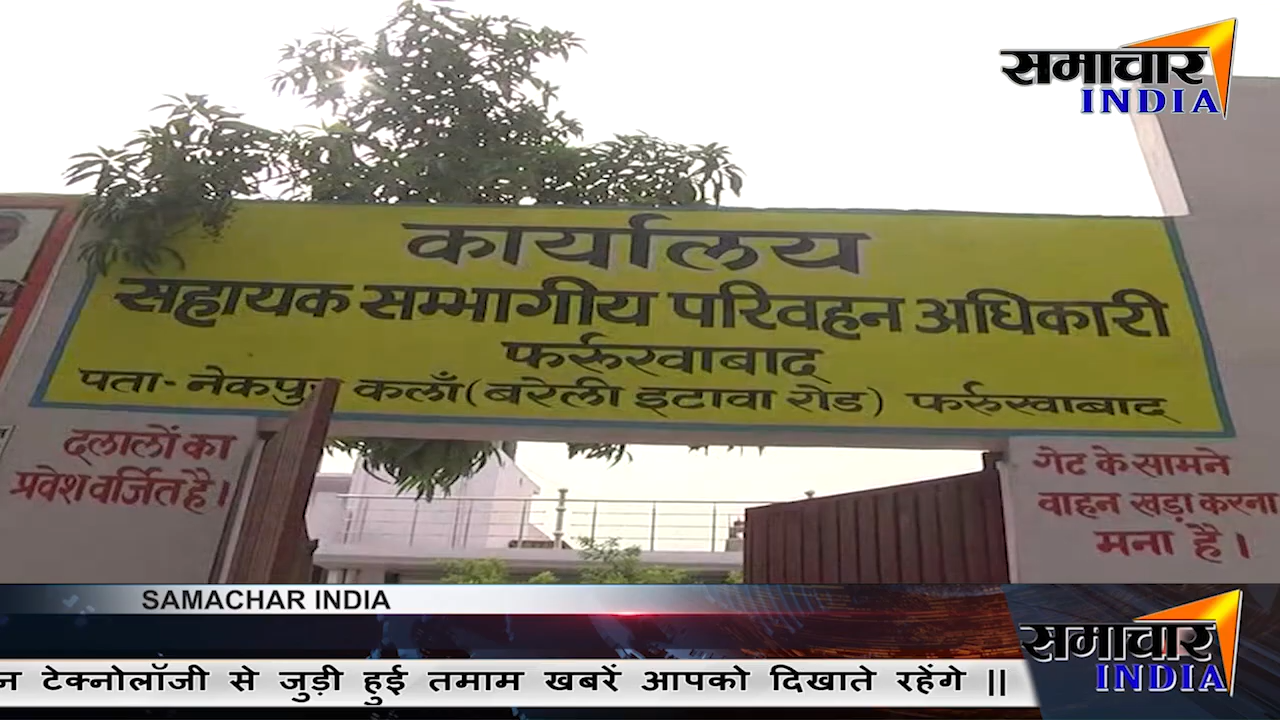 समाचार
INDIA
कार्यालय
सहायक सम्भागीय परिवहन अधिकारी
फर्रुखाबाद
पता- नेकपुर कलाँ (बरेली इटावा रोड) फर्रुखाबाद
दलालों का
प्रवेश वर्जित है।
गेट के सामने
वाहन खड़ा करना
मना है।
SAMACHAR INDIA
समाचार
INDIA
न टेक्नोलॉजी से जुड़ी हुई तमाम खबरें आपको दिखाते रहेंगे ||